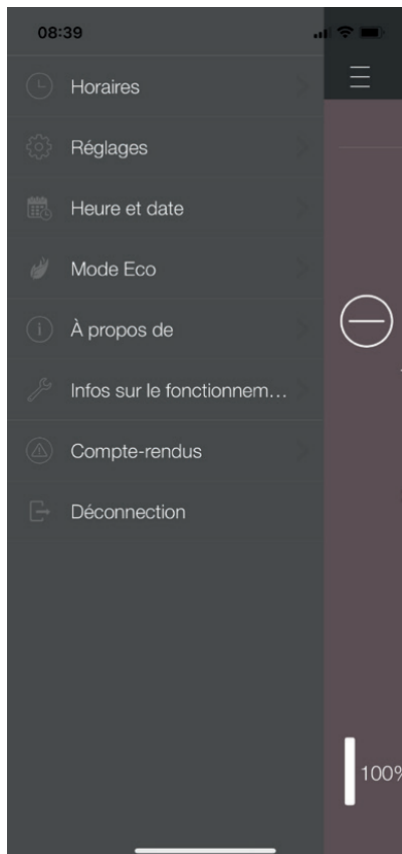 08:39
Horaires
Réglages
Heure et date
Mode Eco
À propos de
Infos sur le fonctionnem...
Compte-rendus
Déconnection
100%